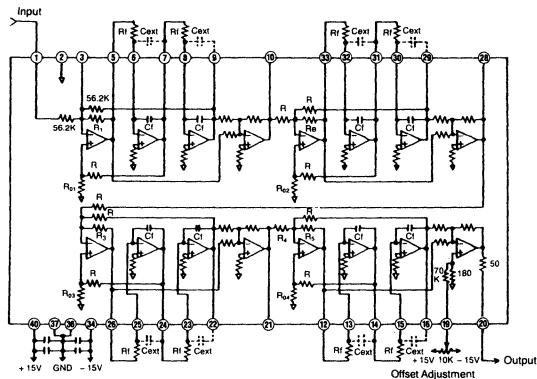 Input
Rf Cext Rf Cext Rf Cext Rf Cext
1 2 3 5 6 7 8 9 10 33 32 31 30 29 28
56.2K
56.2K R1 Cf Cf R R Re Cf Cf
R R
R01 R02
R R
R3 Cf Cf R4 R5 Cf Cf
R R 70K 180 50
R03 R04
40 37 36 34 26 25 24 23 22 21 12 13 14 15 16 19 20
+ 15V GND - 15V Rf Cext Rf Cext Rf Cext Rf Cext + 15V 10K - 15V Output
Offset Adjustment